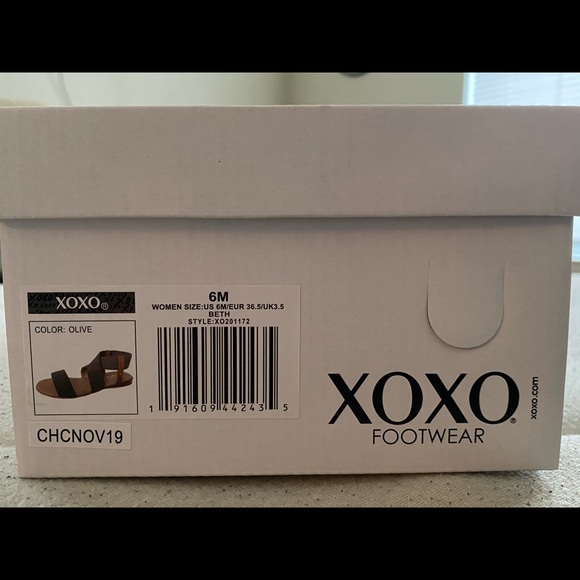 XOXO®
COLOR: OLIVE
6M
WOMEN SIZE:US 6M/EUR 36.5/UK3.5
BETH
STYLE:XO201172
1 91609 44243 5
CHCNOV19
XOXO®
FOOTWEAR
xoxo.com